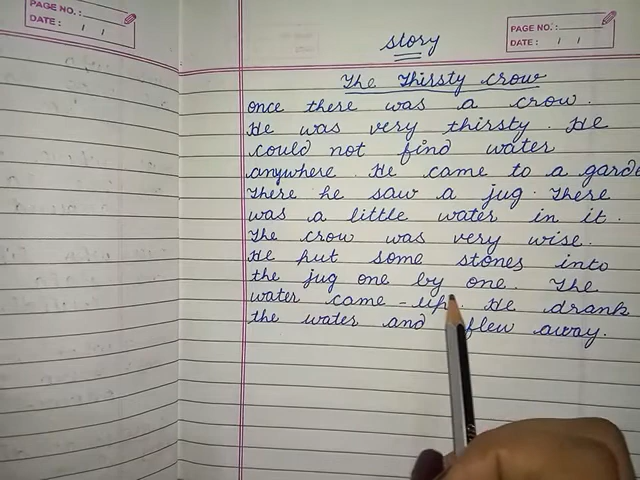 PAGE NO.:
DATE: / /
PAGE NO.:
DATE: / /
story
The Thirsty crow
once there was a crow.
He was very thirsty. He
could not find water
anywhere. He came to a garde
There he saw a jug. There
was a little water in it.
The crow was very wise.
He put some stones into
the jug one by one. The
water came - up. He drank
the water and flew away.